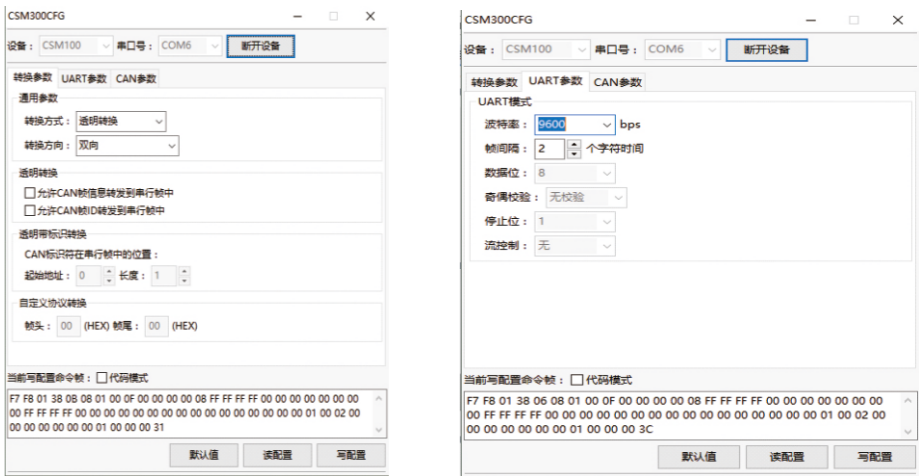 CSM300CFG
设备： CSM100 串口号： COM6 断开设备
转换参数 UART参数 CAN参数
通用参数
转换方式： 透明转换
转换方向： 双向
透明转换
允许CAN帧信息转发到串行帧中
允许CAN帧ID转发到串行帧中
透明带标识转换
CAN标识符在串行帧中的位置：
起始地址： 0 长度： 1
自定义协议转换
帧头： 00 (HEX) 帧尾： 00 (HEX)
当前写配置命令帧： 代码模式
F7 F8 01 38 0B 08 01 00 0F 00 00 00 00 08 FF FF FF FF 00 00 00 00 00 00 00
00 FF FF FF FF 00 00 00 00 00 00 00 00 00 00 00 00 00 00 00 00 01 00 02 00
00 00 00 00 00 00 01 00 00 00 31
默认值 读配置 写配置
CSM300CFG
设备： CSM100 串口号： COM6 断开设备
转换参数 UART参数 CAN参数
UART模式
波特率： 9600 bps
帧间隔： 2 个字符时间
数据位： 8
奇偶校验： 无校验
停止位： 1
流控制： 无
当前写配置命令帧： 代码模式
F7 F8 01 38 06 08 01 00 0F 00 00 00 00 08 FF FF FF FF 00 00 00 00 00 00 00
00 FF FF FF FF 00 00 00 00 00 00 00 00 00 00 00 00 00 00 00 00 01 00 02 00
00 00 00 00 00 00 01 00 00 00 3C
默认值 读配置 写配置